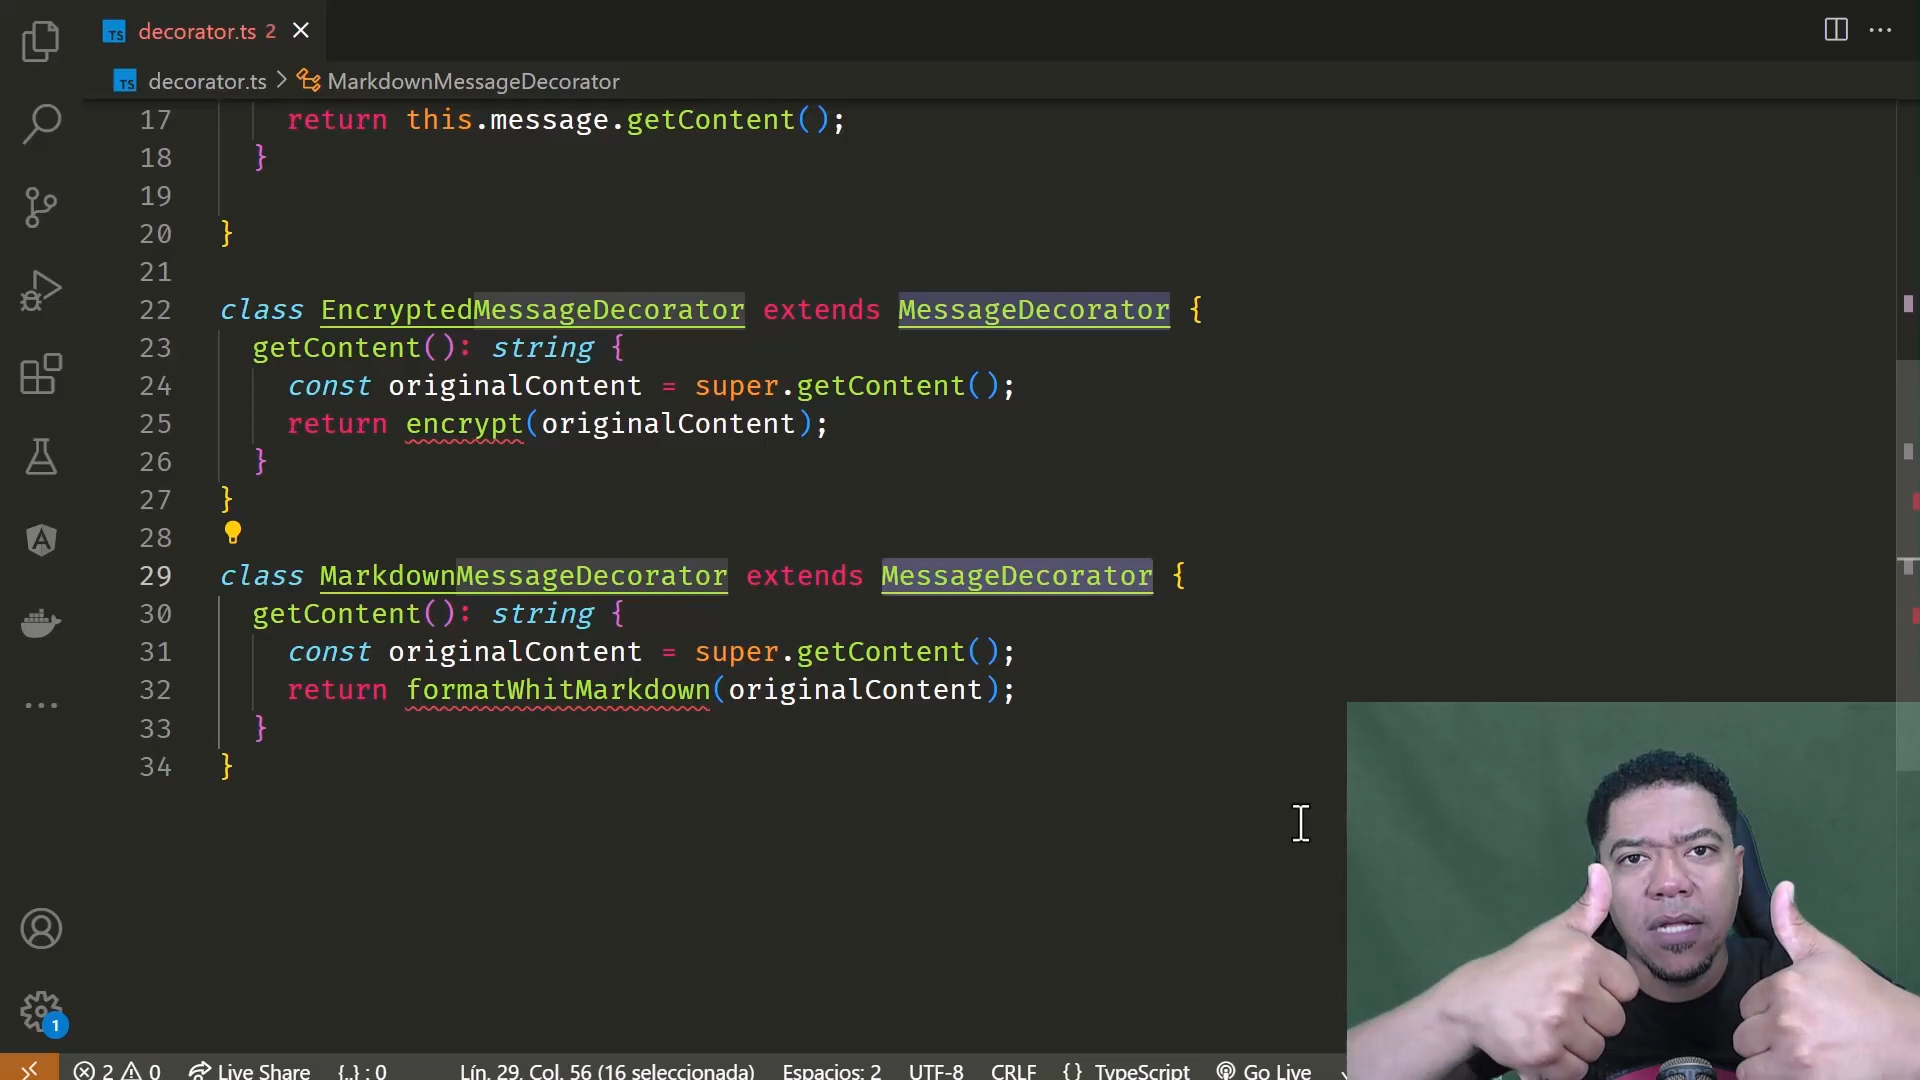 TS decorator.ts 2
TS decorator.ts > MarkdownMessageDecorator
17 return this.message.getContent();
18 }
19
20 }
21
22 class EncryptedMessageDecorator extends MessageDecorator {
23 getContent(): string {
24 const originalContent = super.getContent();
25 return encrypt(originalContent);
26 }
27 }
28
29 class MarkdownMessageDecorator extends MessageDecorator {
30 getContent(): string {
31 const originalContent = super.getContent();
32 return formatWhitMarkdown(originalContent);
33 }
34 }
1
2 0 Live Share {..} : 0 Lín. 29, Col. 56 (16 seleccionada) Espacios: 2 UTF-8 CRLF {} TypeScript Go Live